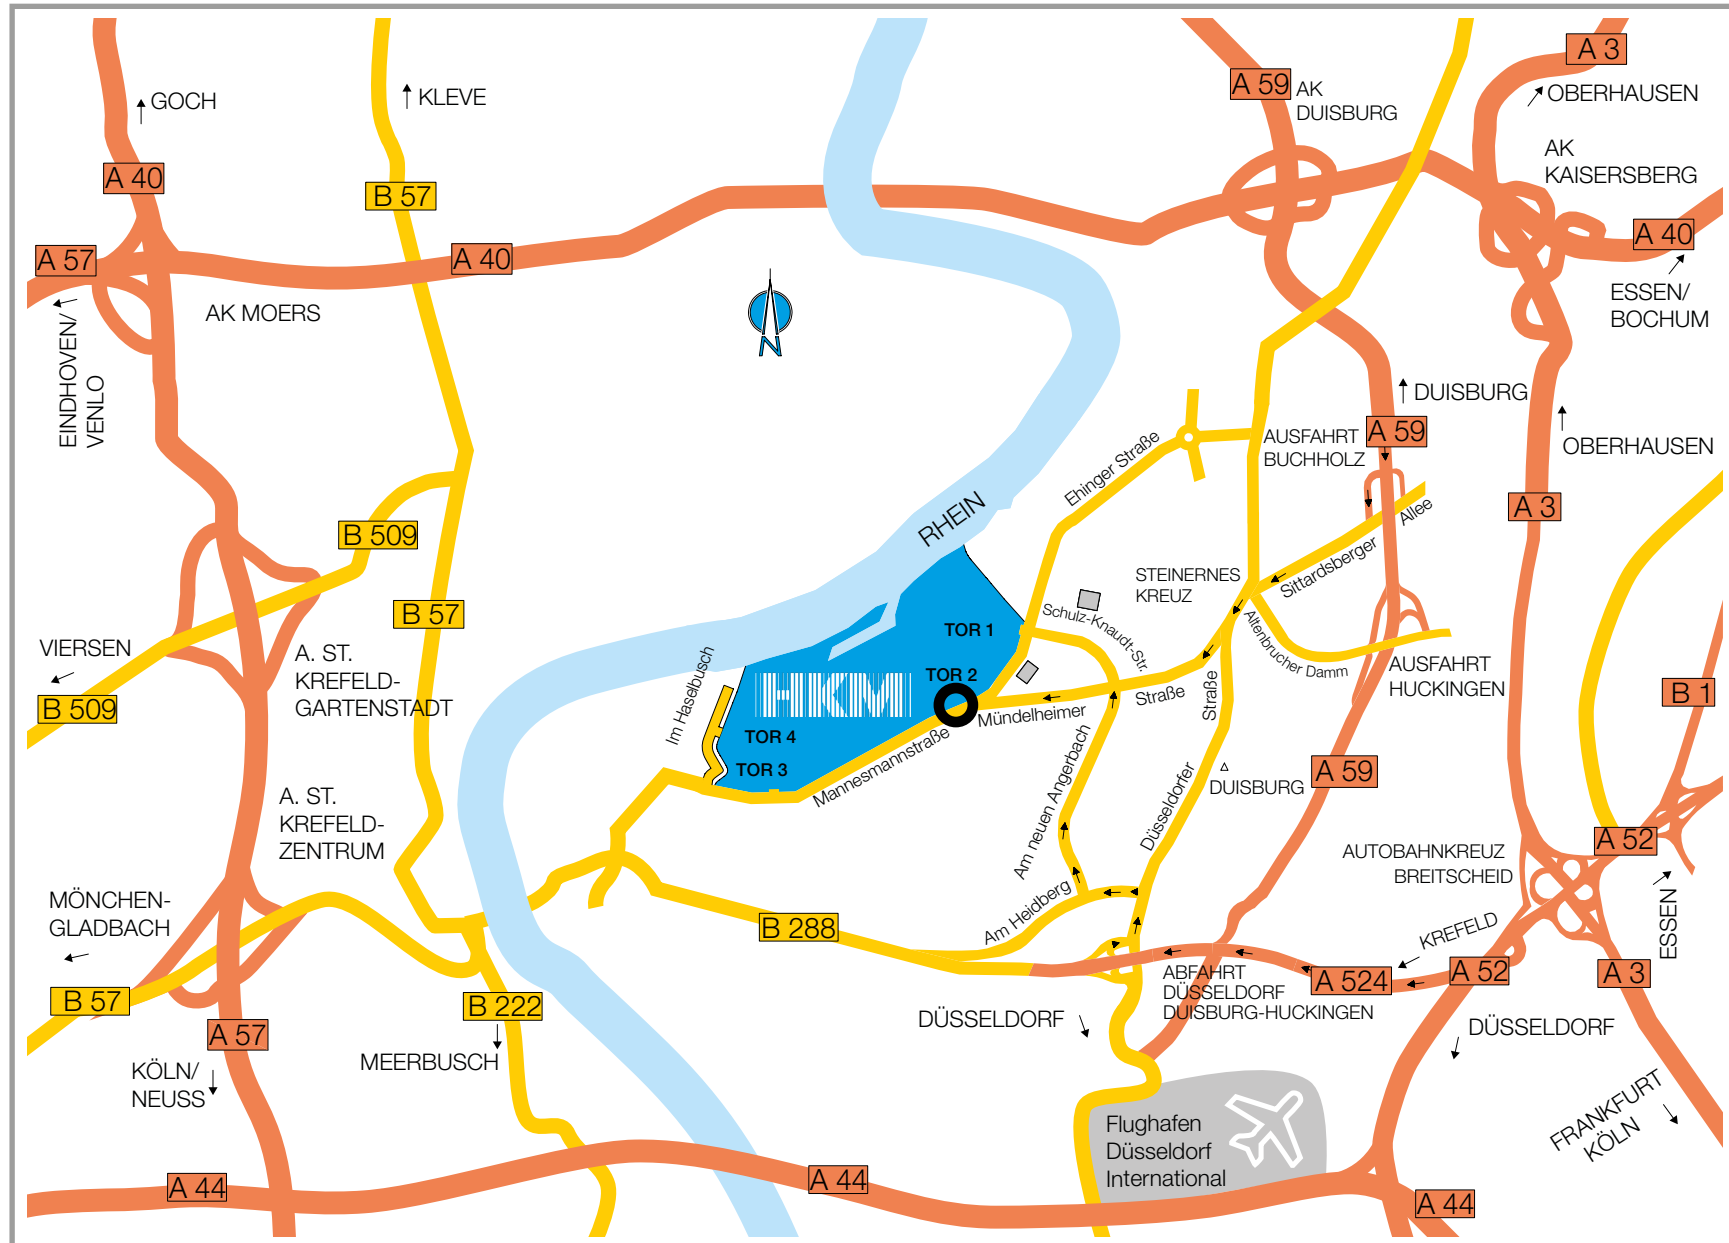 A 3
OBERHAUSEN
A 59
AK
DUISBURG
GOCH
KLEVE
AK
KAISERSBERG
A 40
B 57
A 40
A 57
A 40
AK MOERS
ESSEN/
BOCHUM
EINDHOVEN/
VENLO
N
DUISBURG
A 59
AUSFAHRT
BUCHHOLZ
OBERHAUSEN
Ehinger Straße
A 3
Sittardsberger
Allee
RHEIN
B 509
STEINERNES
KREUZ
B 57
Schulz-Knaudt-Str.
Altenbrucher Damm
TOR 1
VIERSEN
A. ST.
KREFELD-
GARTENSTADT
AUSFAHRT
HUCKINGEN
B 509
B 1
Im Haselbusch
HKM
TOR 2
Mündelheimer
Straße
Straße
TOR 4
TOR 3
Mannesmannstraße
Am neuen Angerbach
Düsseldorfer
DUISBURG
A 59
A. ST.
KREFELD-
ZENTRUM
A 52
AUTOBAHNKREUZ
BREITSCHEID
MÖNCHEN-
GLADBACH
Am Heidberg
B 288
KREFELD
ESSEN
A 524
A 52
A 3
ABFAHRT
DÜSSELDORF
DUISBURG-HUCKINGEN
B 57
B 222
DÜSSELDORF
DÜSSELDORF
A 57
MEERBUSCH
KÖLN/
NEUSS
FRANKFURT
KÖLN
Flughafen
Düsseldorf
International
A 44
A 44
A 44